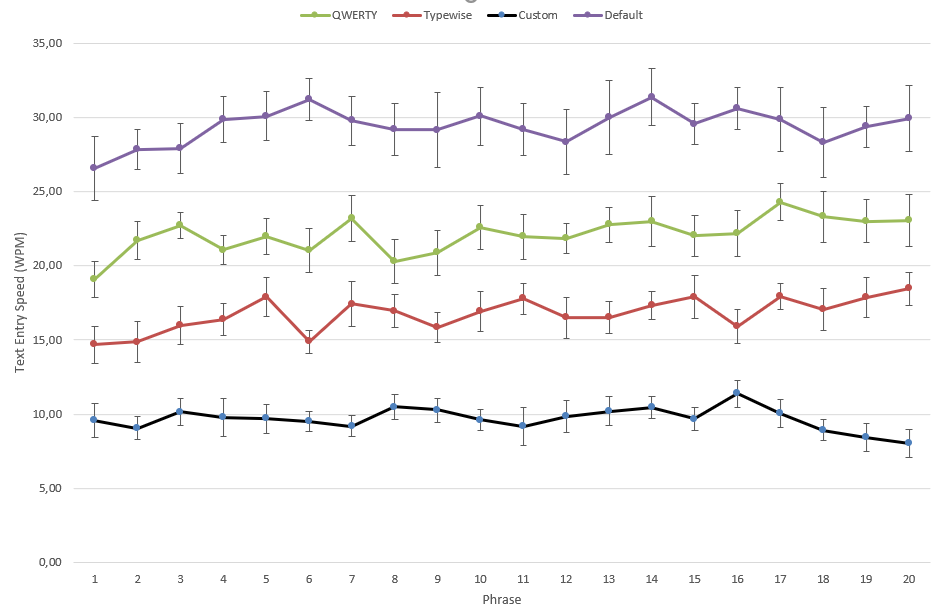 QWERTY Typewise Custom Default
35,00
30,00
25,00
20,00
15,00
10,00
5,00
0,00
Text Entry Speed (WPM)
1 2 3 4 5 6 7 8 9 10 11 12 13 14 15 16 17 18 19 20
Phrase